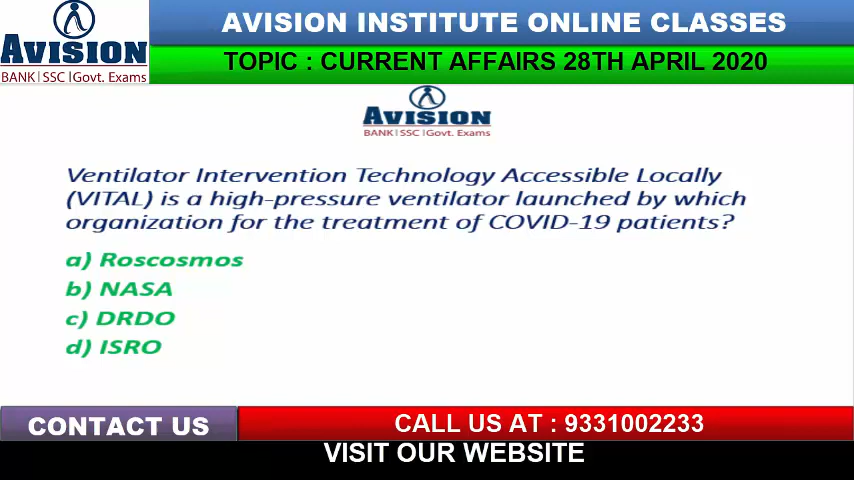 AVISION
BANK|SSC|Govt. Exams
AVISION INSTITUTE ONLINE CLASSES
TOPIC : CURRENT AFFAIRS 28TH APRIL 2020
AVISION
BANK|SSC|Govt. Exams
Ventilator Intervention Technology Accessible Locally
(VITAL) is a high-pressure ventilator launched by which
organization for the treatment of COVID-19 patients?
a) Roscosmos
b) NASA
c) DRDO
d) ISRO
CONTACT US
CALL US AT : 9331002233
VISIT OUR WEBSITE